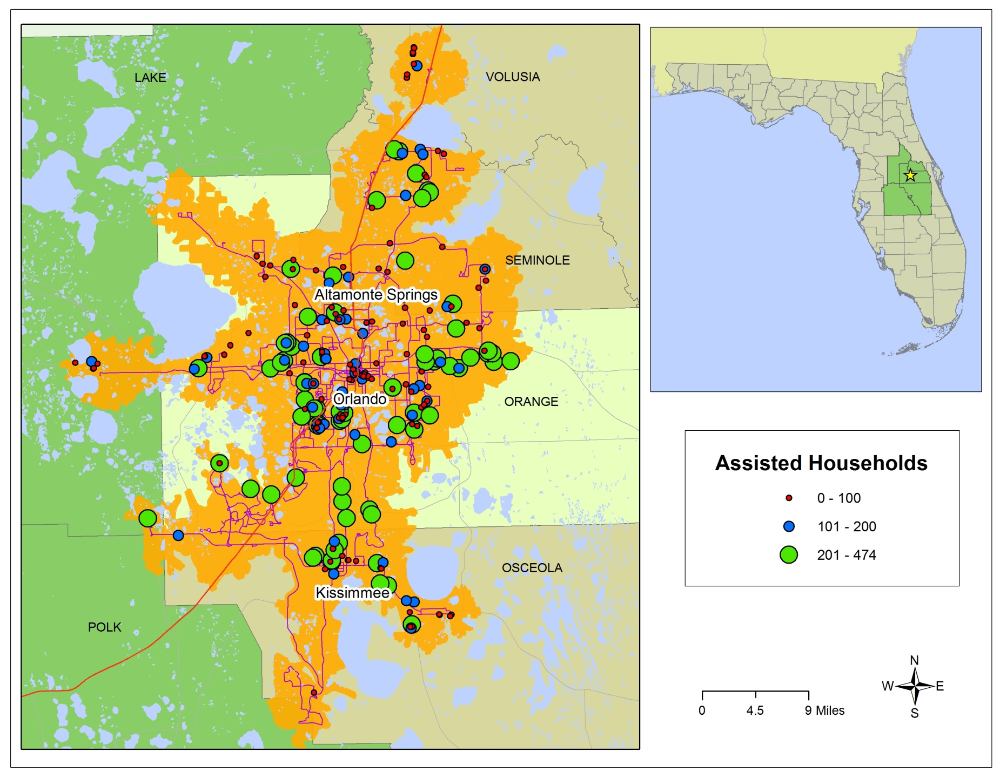 LAKE
VOLUSIA
SEMINOLE
Altamonte Springs
Orlando
ORANGE
OSCEOLA
Kissimmee
POLK
Assisted Households
0 - 100
101 - 200
201 - 474
N
W E
S
0 4.5 9 Miles